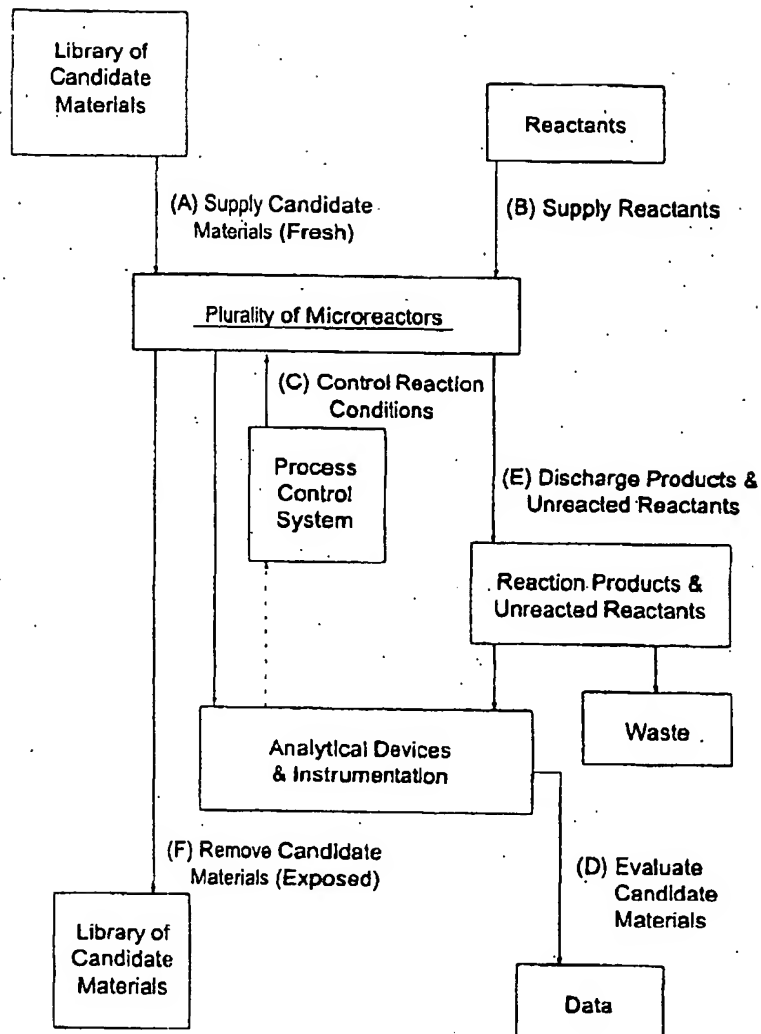 Library of
Candidate
Materials
Reactants
(A) Supply Candidate
Materials (Fresh)
(B) Supply Reactants
Plurality of Microreactors
(C) Control Reaction
Conditions
Process
Control
System
(E) Discharge Products &
Unreacted Reactants
Reaction Products &
Unreacted Reactants
Waste
Analytical Devices
& Instrumentation
(F) Remove Candidate
Materials (Exposed)
(D) Evaluate
Candidate
Materials
Library of
Candidate
Materials
Data